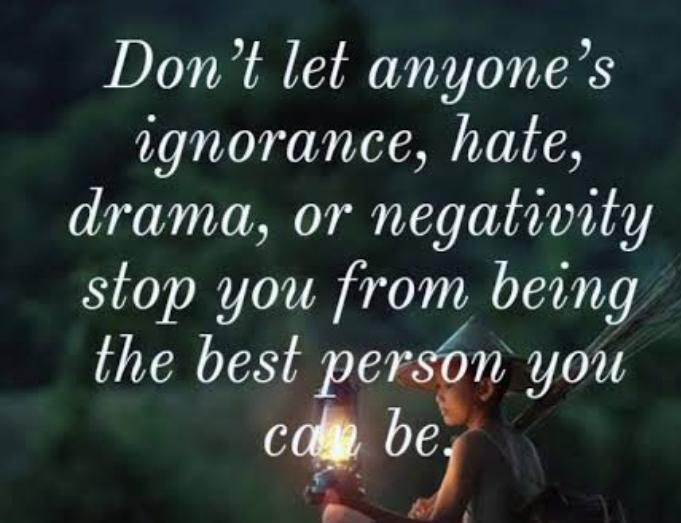 Don’t let anyone’s
ignorance, hate,
drama, or negativity
stop you from being
the best person you
can be.